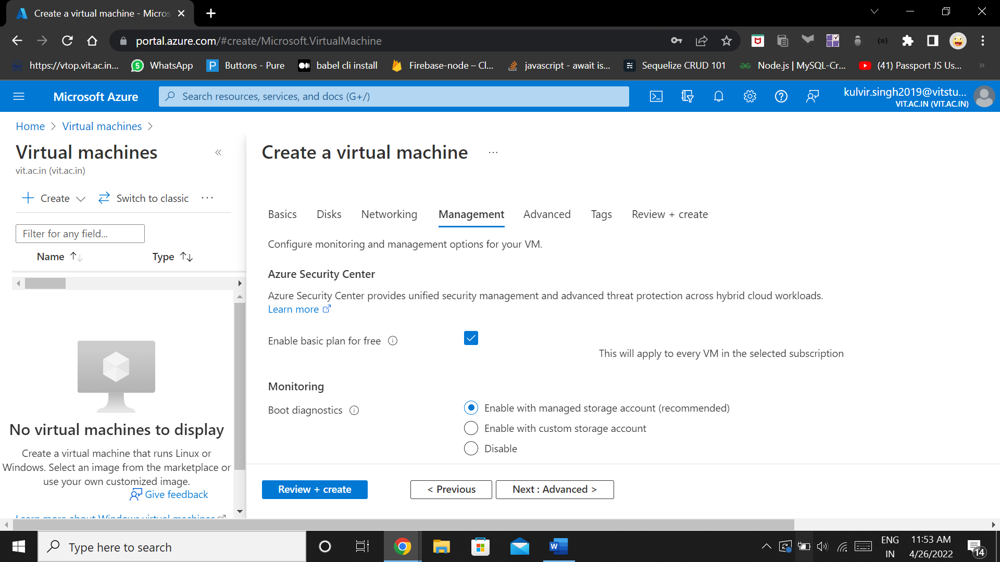 Create a virtual machine - Micros
portal.azure.com/#create/Microsoft.VirtualMachine
https://vtop.vit.ac.in...
5 WhatsApp
P Buttons - Pure
babel cli install
Firebase-node – Cl...
javascript - await is...
Sequelize CRUD 101
Node.js | MySQL-Cr...
(41) Passport JS Us...
»
Microsoft Azure
Search resources, services, and docs (G+/)
kulvir.singh2019@vitstu...
VIT.AC.IN (VIT.AC.IN)
Home > Virtual machines >
Virtual machines
«
vit.ac.in (vit.ac.in)
Create
Switch to classic
...
Filter for any field...
Name
Type
No virtual machines to display
Create a virtual machine that runs Linux or
Windows. Select an image from the marketplace or
use your own customized image.
Give feedback
Learn more about Windows virtual machines
Create a virtual machine
...
Basics
Disks
Networking
Management
Advanced
Tags
Review + create
Configure monitoring and management options for your VM.
Azure Security Center
Azure Security Center provides unified security management and advanced threat protection across hybrid cloud workloads.
Learn more
Enable basic plan for free
This will apply to every VM in the selected subscription
Monitoring
Boot diagnostics
Enable with managed storage account (recommended)
Enable with custom storage account
Disable
Review + create
< Previous
Next : Advanced >
Type here to search
W
ENG
IN
11:53 AM
4/26/2022
14